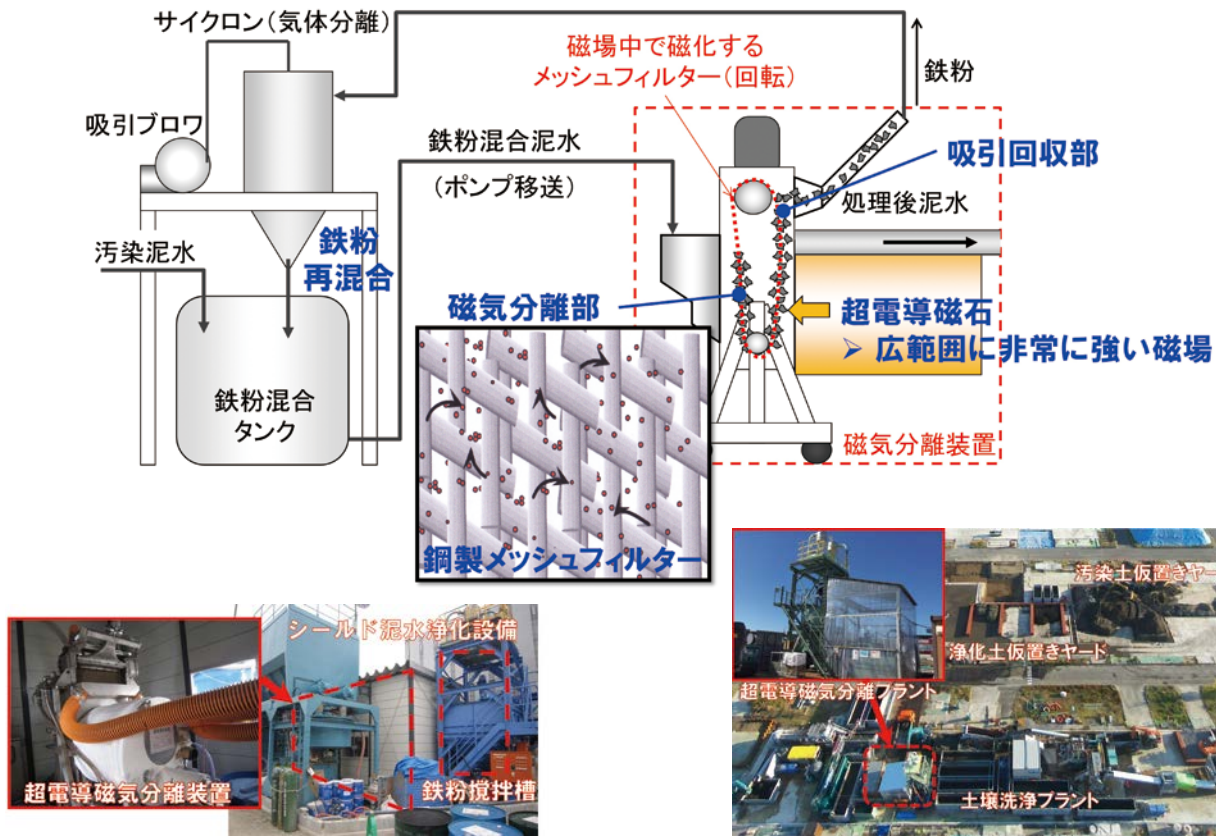 サイクロン（気体分離）
吸引ブロワ
汚染泥水
鉄粉
再混合
鉄粉混合
タンク
鉄粉混合泥水
（ポンプ移送）
磁場中で磁化する
メッシュフィルター（回転）
鉄粉
吸引回収部
処理後泥水
磁気分離部
超電導磁石
➢ 広範囲に非常に強い磁場
磁気分離装置
鋼製メッシュフィルター
シールド泥水浄化設備
超電導磁気分離装置
鉄粉撹拌槽
汚染土仮置きヤード
浄化土仮置きヤード
超電導磁気分離プラント
土壌洗浄プラント